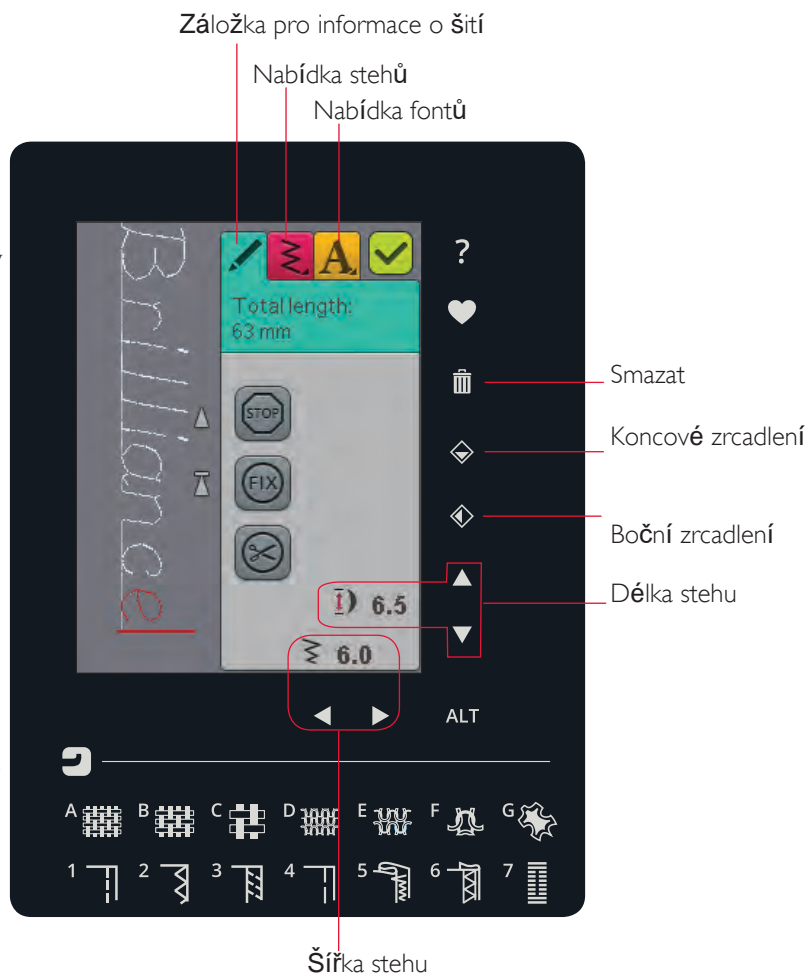 Záložka pro informace o šití
Nabídka stehů
Nabídka fontů
Brilliance
A
Total length:
63 mm
?
Smazat
STOP
Koncové zrcadlení
FIX
Boční zrcadlení
Délka stehu
6.5
6.0
ALT
A B C D E F G
1 2 3 4 5 6 7
Šířka stehu